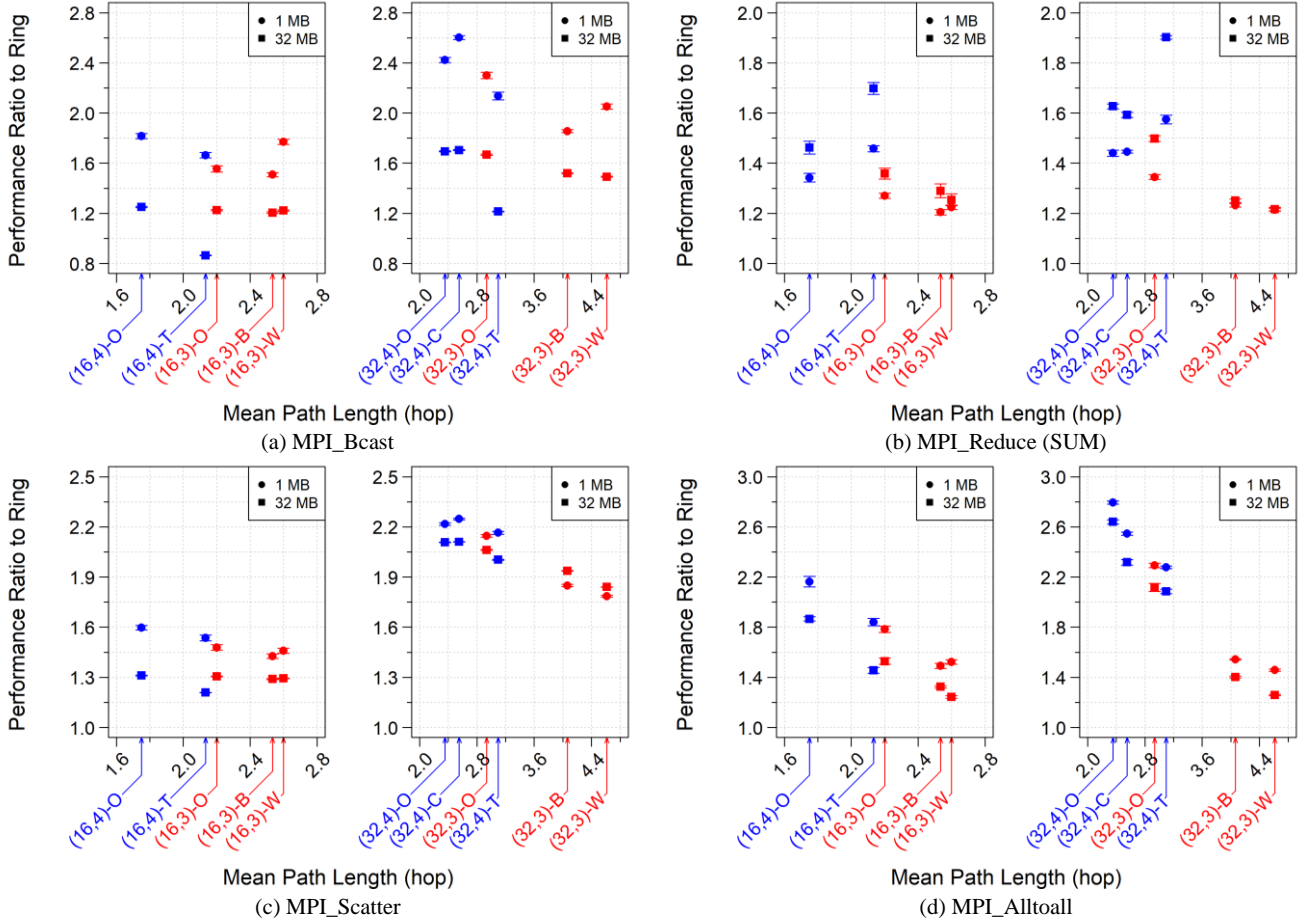 Performance Ratio to Ring
2.8
2.4
2.0
1.6
1.2
0.8
1 MB
32 MB
1.6
2.0
2.4
2.8
(16,4)-O
(16,4)-T
(16,3)-O
(16,3)-B
(16,3)-W
2.8
2.4
2.0
1.6
1.2
0.8
1 MB
32 MB
2.0
2.8
3.6
4.4
(32,4)-O
(32,4)-C
(32,3)-O
(32,4)-T
(32,3)-B
(32,3)-W
Mean Path Length (hop)
(a) MPI_Bcast
Performance Ratio to Ring
2.0
1.8
1.6
1.4
1.2
1.0
1 MB
32 MB
1.6
2.0
2.4
2.8
(16,4)-O
(16,4)-T
(16,3)-O
(16,3)-B
(16,3)-W
2.0
1.8
1.6
1.4
1.2
1.0
1 MB
32 MB
2.0
2.8
3.6
4.4
(32,4)-O
(32,4)-C
(32,3)-O
(32,4)-T
(32,3)-B
(32,3)-W
Mean Path Length (hop)
(b) MPI_Reduce (SUM)
Performance Ratio to Ring
2.5
2.2
1.9
1.6
1.3
1.0
1 MB
32 MB
1.6
2.0
2.4
2.8
(16,4)-O
(16,4)-T
(16,3)-O
(16,3)-B
(16,3)-W
2.5
2.2
1.9
1.6
1.3
1.0
1 MB
32 MB
2.0
2.8
3.6
4.4
(32,4)-O
(32,4)-C
(32,3)-O
(32,4)-T
(32,3)-B
(32,3)-W
Mean Path Length (hop)
(c) MPI_Scatter
Performance Ratio to Ring
3.0
2.6
2.2
1.8
1.4
1.0
1 MB
32 MB
1.6
2.0
2.4
2.8
(16,4)-O
(16,4)-T
(16,3)-O
(16,3)-B
(16,3)-W
3.0
2.6
2.2
1.8
1.4
1.0
1 MB
32 MB
2.0
2.8
3.6
4.4
(32,4)-O
(32,4)-C
(32,3)-O
(32,4)-T
(32,3)-B
(32,3)-W
Mean Path Length (hop)
(d) MPI_Alltoall